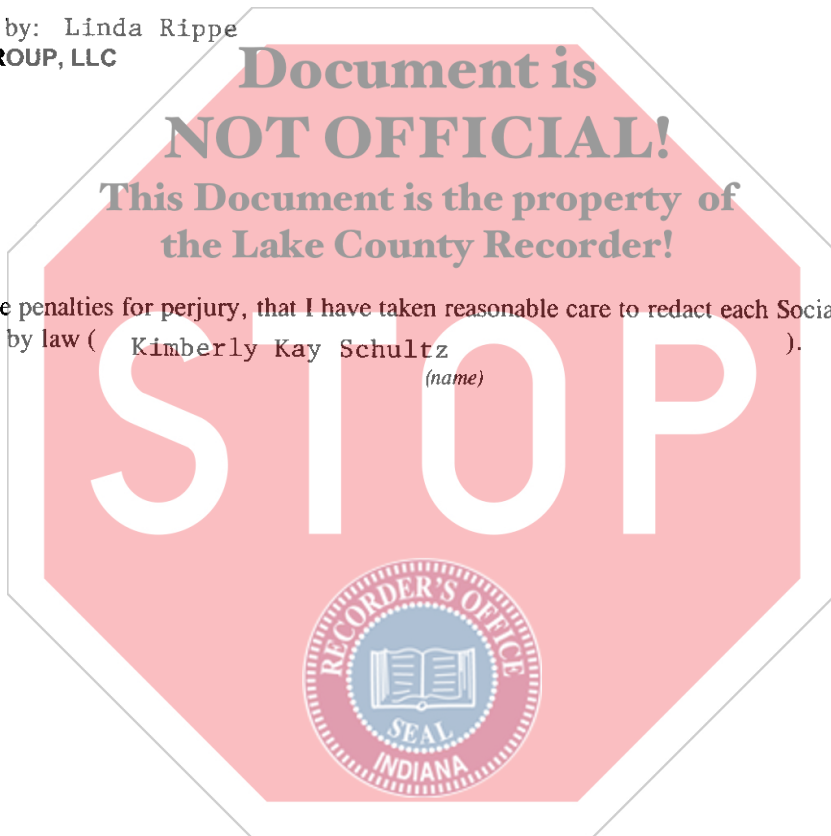 by: Linda Rippe
ROUP, LLC
Document is
NOT OFFICIAL!
This Document is the property of
the Lake County Recorder!
e penalties for perjury, that I have taken reasonable care to redact each Socia
by law ( Kimberly Kay Schultz ).
(name)
STOP
RECORDER'S OFFICE
SEAL
INDIANA